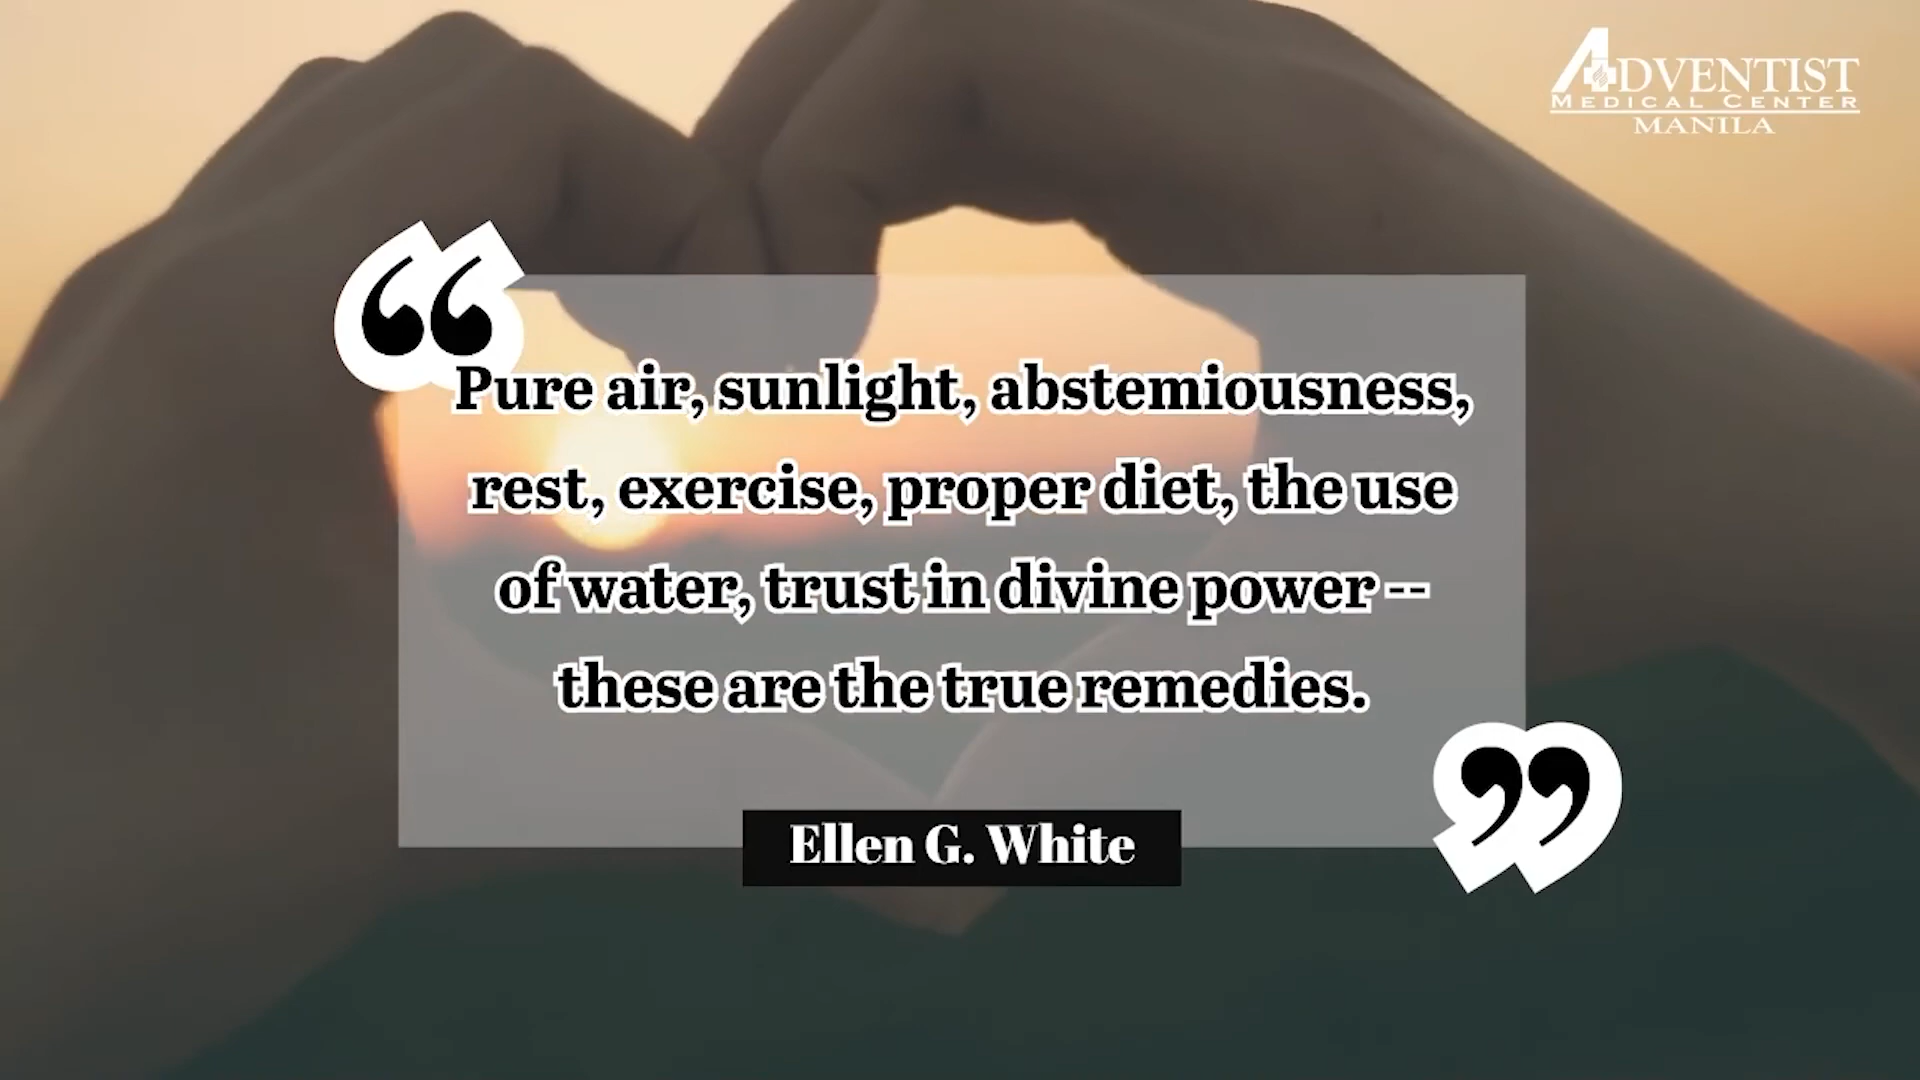 ADVENTIST
MEDICAL CENTER
MANILA
“
Pure air, sunlight, abstemiousness,
rest, exercise, proper diet, the use
of water, trust in divine power --
these are the true remedies.
”
Ellen G. White